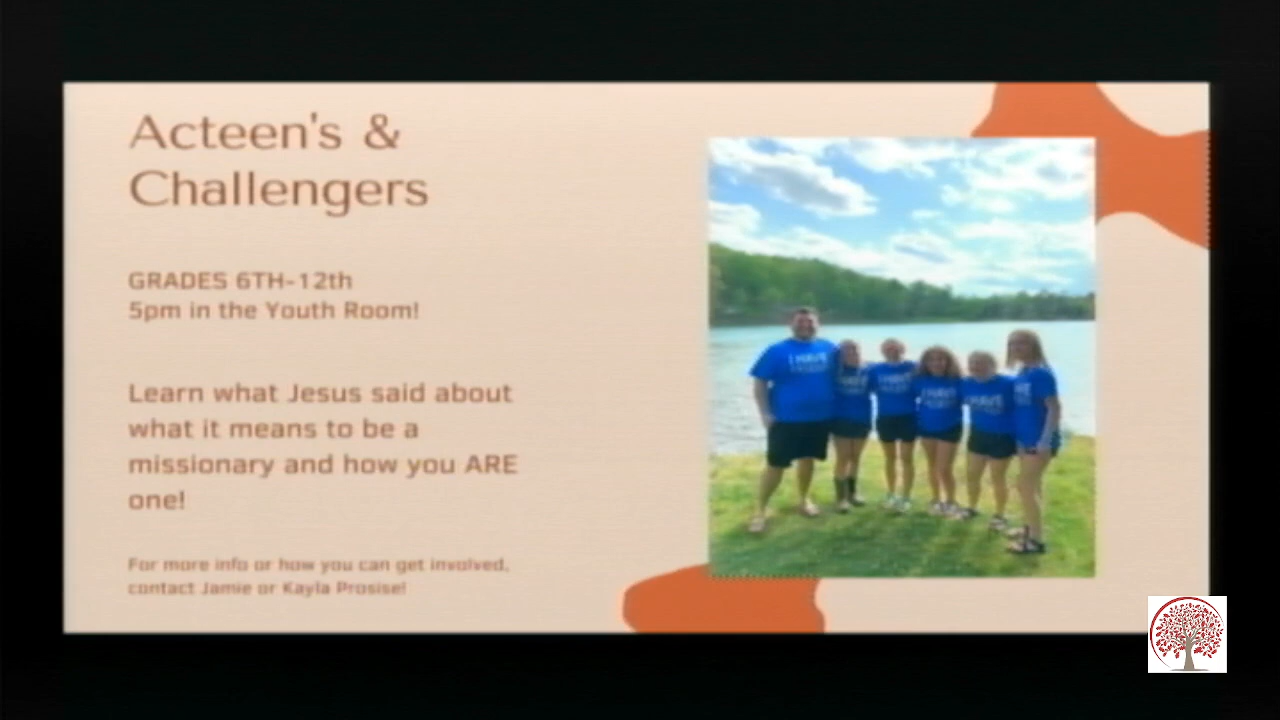 Acteen's &
Challengers
GRADES 6TH-12th
5pm in the Youth Room!
Learn what Jesus said about
what it means to be a
missionary and how you ARE
one!
For more info or how you can get involved,
contact Jamie or Kayla Prosise!
I HAVE
I HAVE